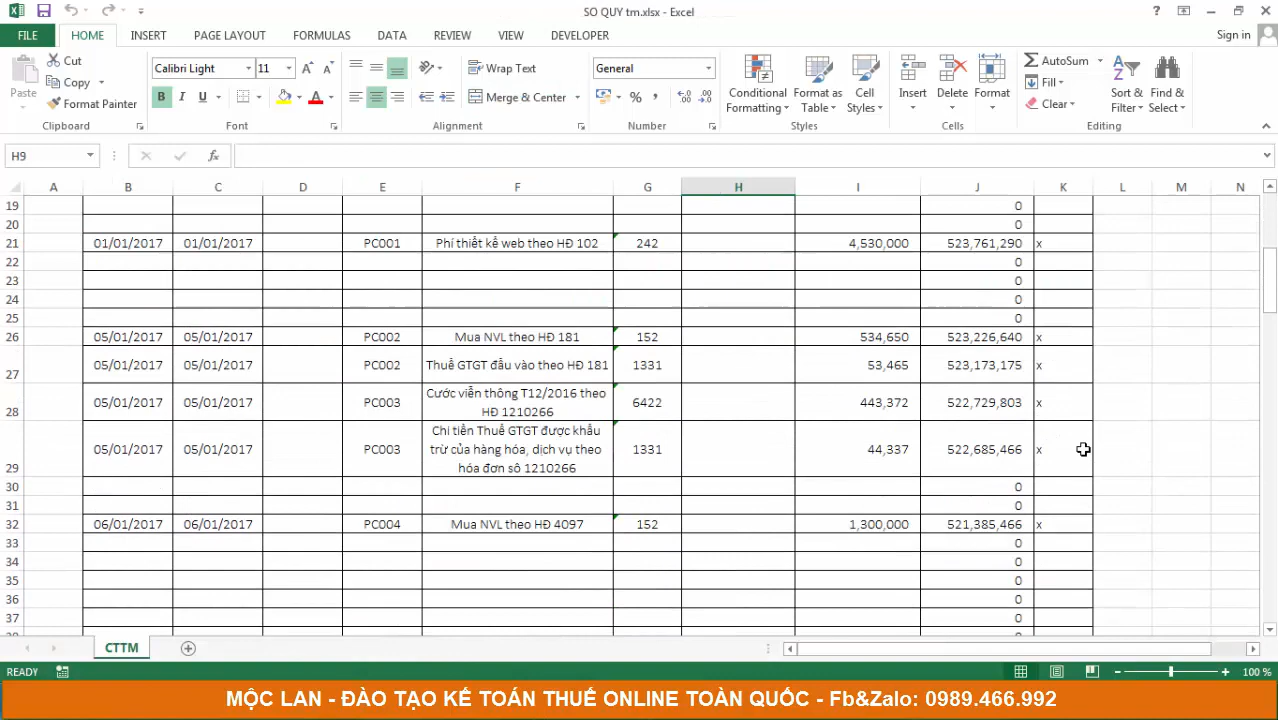 SO QUY tm.xlsx - Excel
FILE HOME INSERT PAGE LAYOUT FORMULAS DATA REVIEW VIEW DEVELOPER Sign in
Paste Cut Copy Format Painter
Calibri Light 11
B I U
Wrap Text
Merge & Center
General
Conditional Formatting
Format as Table
Cell Styles
Insert Delete Format
AutoSum
Fill
Clear
Sort & Filter
Find & Select
Clipboard Font Alignment Number Styles Cells Editing
H9
A B C D E F G H I J K L M N
19 0
20 0
21 01/01/2017 01/01/2017 PC001 Phí thiết kế web theo HĐ 102 242 4,530,000 523,761,290 x
22 0
23 0
24 0
25 0
26 05/01/2017 05/01/2017 PC002 Mua NVL theo HĐ 181 152 534,650 523,226,640 x
27 05/01/2017 05/01/2017 PC002 Thuế GTGT đầu vào theo HĐ 181 1331 53,465 523,173,175 x
28 05/01/2017 05/01/2017 PC003 Cước viễn thông T12/2016 theo
HĐ 1210266 6422 443,372 522,729,803 x
29 05/01/2017 05/01/2017 PC003 Chi tiền Thuế GTGT được khấu
trừ của hàng hóa, dịch vụ theo
hóa đơn số 1210266 1331 44,337 522,685,466 x
30 0
31 0
32 06/01/2017 06/01/2017 PC004 Mua NVL theo HĐ 4097 152 1,300,000 521,385,466 x
33 0
34 0
35 0
36 0
37 0
CTTM
READY 100 %
MỘC LAN - ĐÀO TẠO KẾ TOÁN THUẾ ONLINE TOÀN QUỐC - Fb&Zalo: 0989.466.992